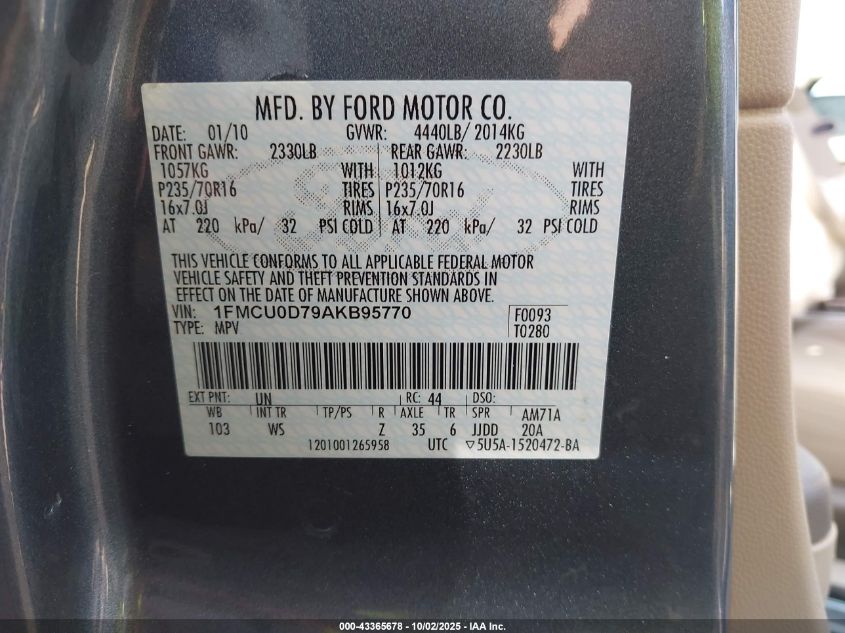 MFD. BY FORD MOTOR CO.
DATE: 01/10 GVWR: 4440LB/ 2014KG
FRONT GAWR: 2330LB REAR GAWR: 2230LB
1057KG WITH 1012KG WITH
P235/70R16 TIRES P235/70R16 TIRES
16x7.0J RIMS 16x7.0J RIMS
AT 220 kPa/ 32 PSI COLD AT 220 kPa/ 32 PSI COLD
THIS VEHICLE CONFORMS TO ALL APPLICABLE FEDERAL MOTOR
VEHICLE SAFETY AND THEFT PREVENTION STANDARDS IN
EFFECT ON THE DATE OF MANUFACTURE SHOWN ABOVE.
VIN: 1FMCU0D79AKB95770 F0093
TYPE: MPV T0280
EXT PNT: UN RC: 44 DSO:
WB INT TR TP/PS R AXLE TR SPR AM71A
103 WS Z 35 6 JJDD 20A
1201001265958 UTC ▽5U5A-1520472-BA
000-43365678 | 10/02/2025 - IAA Inc.